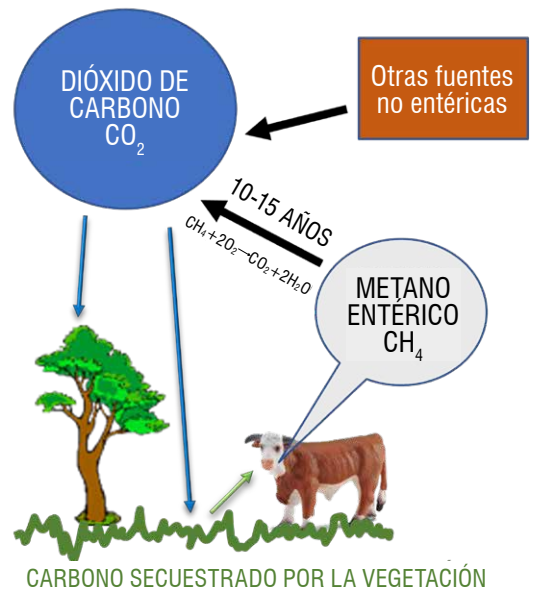 DIÓXIDO DE
CARBONO
CO₂
Otras fuentes
no entéricas
10-15 AÑOS
CH₄+2O₂→CO₂+2H₂O
METANO
ENTÉRICO
CH₄
CARBONO SECUESTRADO POR LA VEGETACIÓN